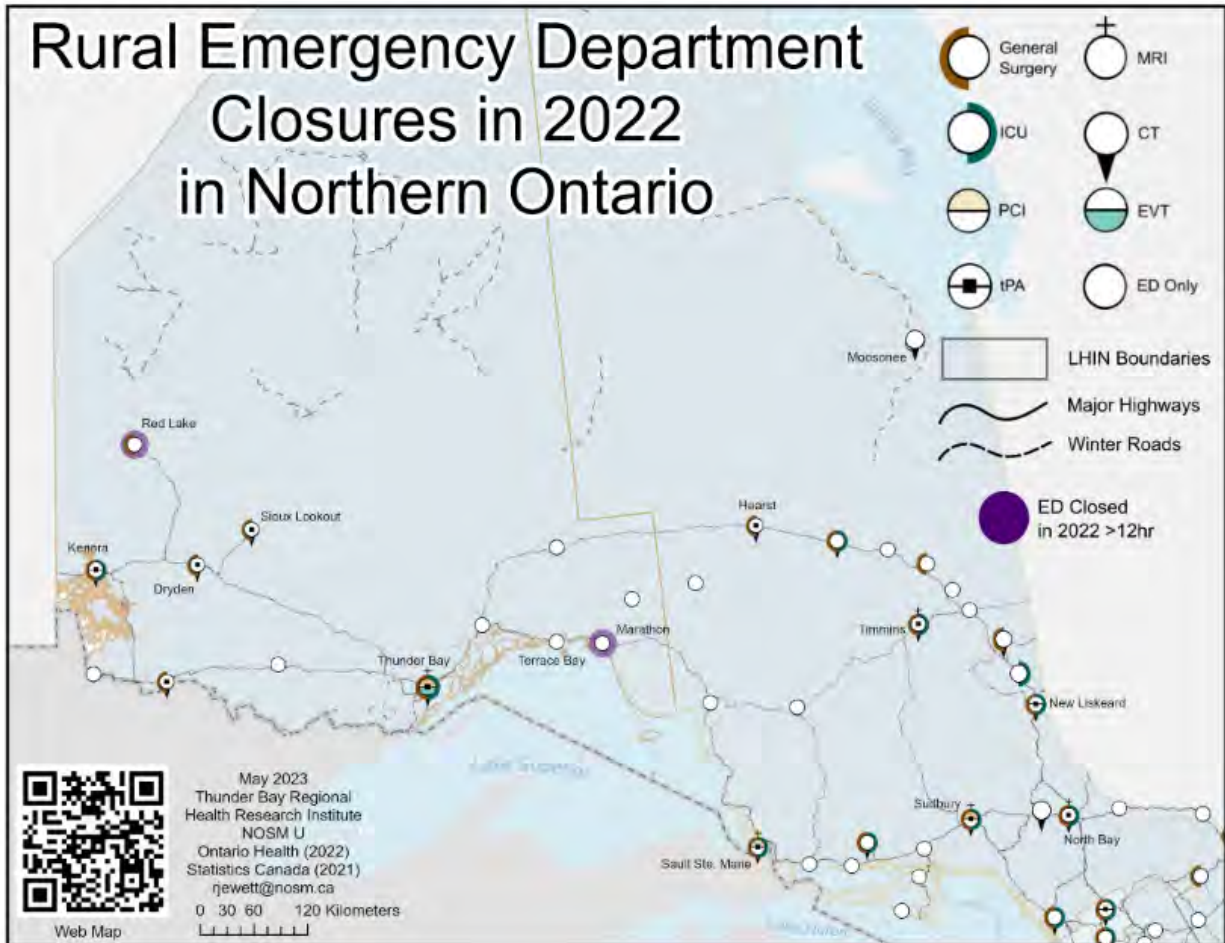 Rural Emergency Department
Closures in 2022
in Northern Ontario
General
Surgery
MRI
ICU
CT
PCI
EVT
tPA
ED Only
LHIN Boundaries
Major Highways
Winter Roads
ED Closed
in 2022 >12hr
Moosonee
Red Lake
Sioux Lookout
Kenora
Dryden
Hearst
Marathon
Timmins
Thunder Bay
Terrace Bay
New Liskeard
Lake Superior
Sudbury
North Bay
Sault Ste. Marie
Lake Huron
May 2023
Thunder Bay Regional
Health Research Institute
NOSM U
Ontario Health (2022)
Statistics Canada (2021)
rjewett@nosm.ca
0 30 60 120 Kilometers
Web Map